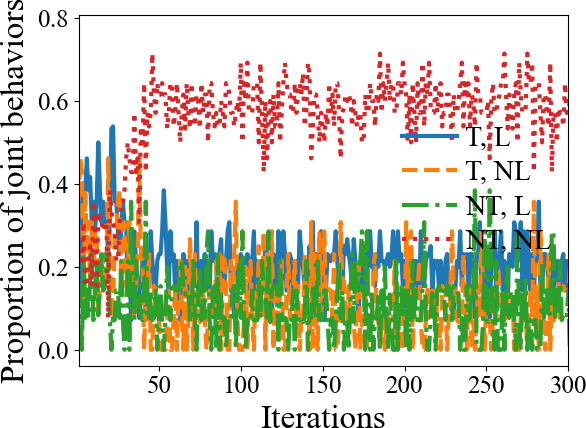 Proportion of joint behaviors
0.8
0.6
0.4
0.2
0.0
T, L
T, NL
NT, L
NT, NL
50
100
150
200
250
300
Iterations